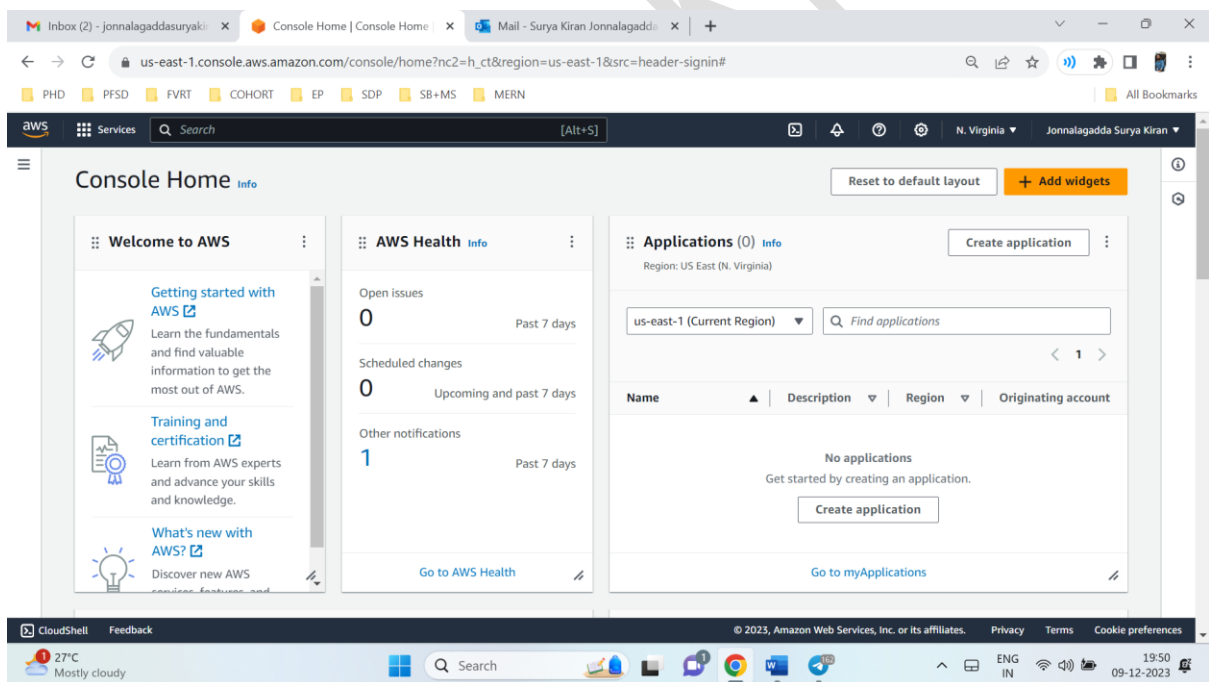 Inbox (2) - jonnalagaddasuryakir
Console Home | Console Home
Mail - Surya Kiran Jonnalagadda
us-east-1.console.aws.amazon.com/console/home?nc2=h_ct&region=us-east-1&src=header-signin#
PHD PFSD FVRT COHORT EP SDP SB+MS MERN All Bookmarks
aws Services Search [Alt+S] N. Virginia Jonnalagadda Surya Kiran
Console Home Info
Reset to default layout
+ Add widgets
Welcome to AWS
Getting started with
AWS
Learn the fundamentals
and find valuable
information to get the
most out of AWS.
Training and
certification
Learn from AWS experts
and advance your skills
and knowledge.
What's new with
AWS?
Discover new AWS
services, features, and
AWS Health Info
Open issues
0 Past 7 days
Scheduled changes
0 Upcoming and past 7 days
Other notifications
1 Past 7 days
Go to AWS Health
Applications (0) Info
Region: US East (N. Virginia)
Create application
us-east-1 (Current Region)
Find applications
1
Name Description Region Originating account
No applications
Get started by creating an application.
Create application
Go to myApplications
CloudShell Feedback © 2023, Amazon Web Services, Inc. or its affiliates. Privacy Terms Cookie preferences
1
27°C
Mostly cloudy
Search
ENG
IN
19:50
09-12-2023